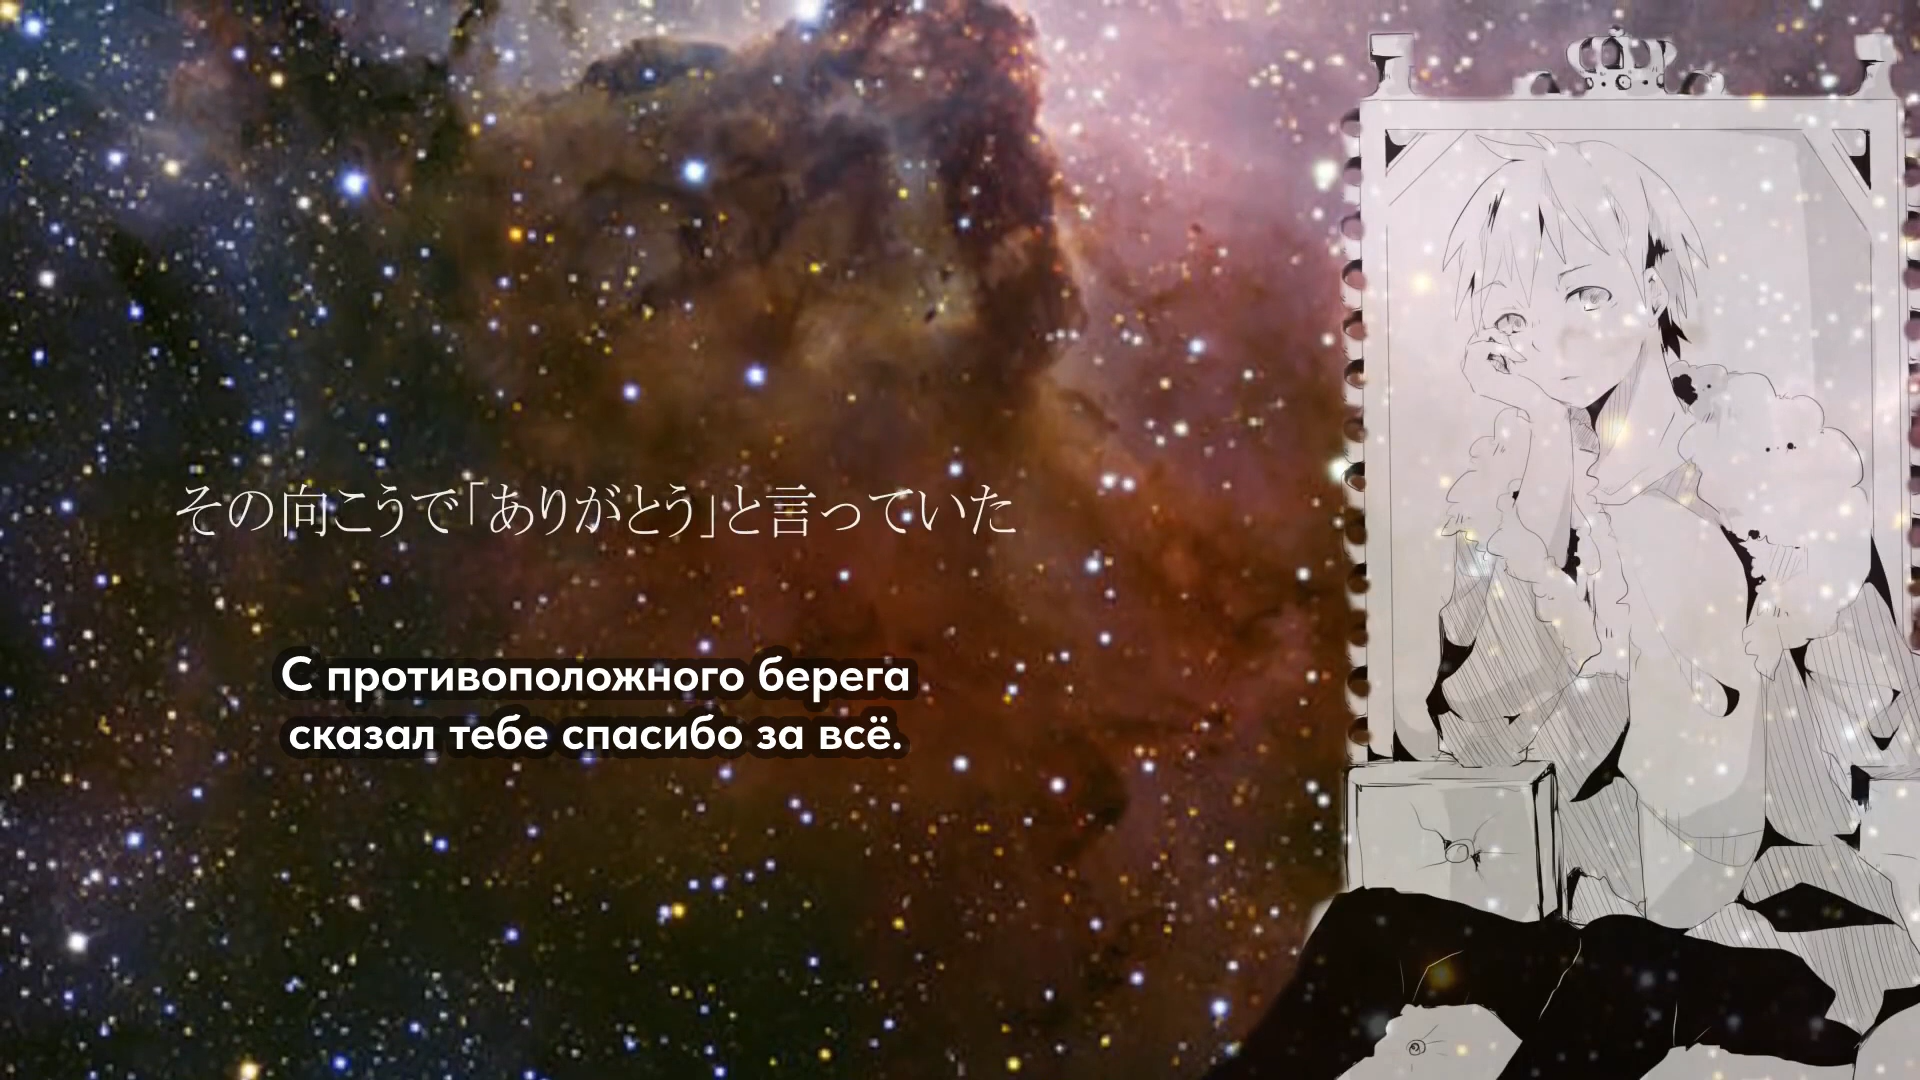 その向こうで「ありがとう」と言っていた
С противоположного берега
сказал тебе спасибо за всё.